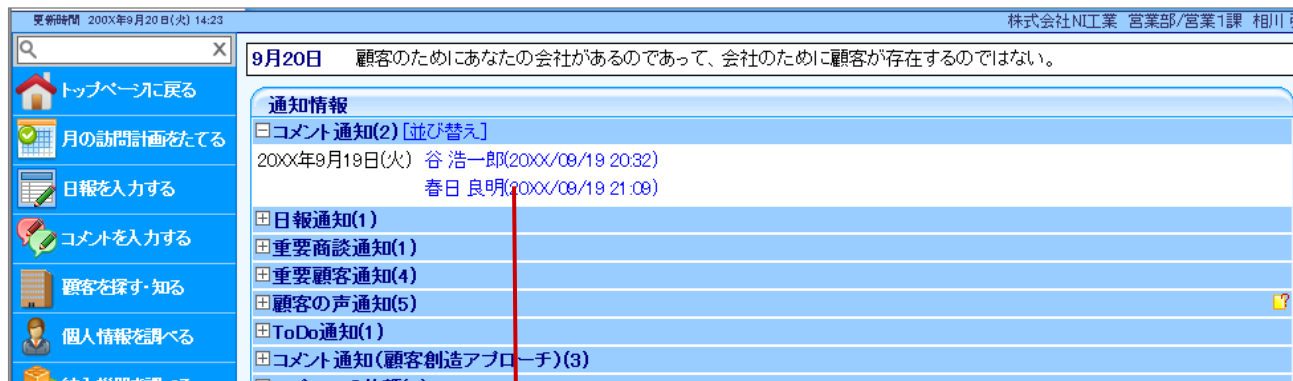 更新時間 200X年9月20日(火) 14:23
株式会社NI工業 営業部/営業1課 相川
X
9月20日 顧客のためにあなたの会社があるのであって、会社のために顧客が存在するのではない。
トップページに戻る
月の訪問計画をたてる
日報を入力する
コメントを入力する
顧客を探す・知る
個人情報を調べる
通知情報
コメント通知(2) [並び替え]
20XX年9月19日(火) 谷 浩一郎(20XX/09/19 20:32)
春日 良明(20XX/09/19 21:09)
日報通知(1)
重要商談通知(1)
重要顧客通知(4)
顧客の声通知(5)
ToDo通知(1)
コメント通知(顧客創造アプローチ)(3)